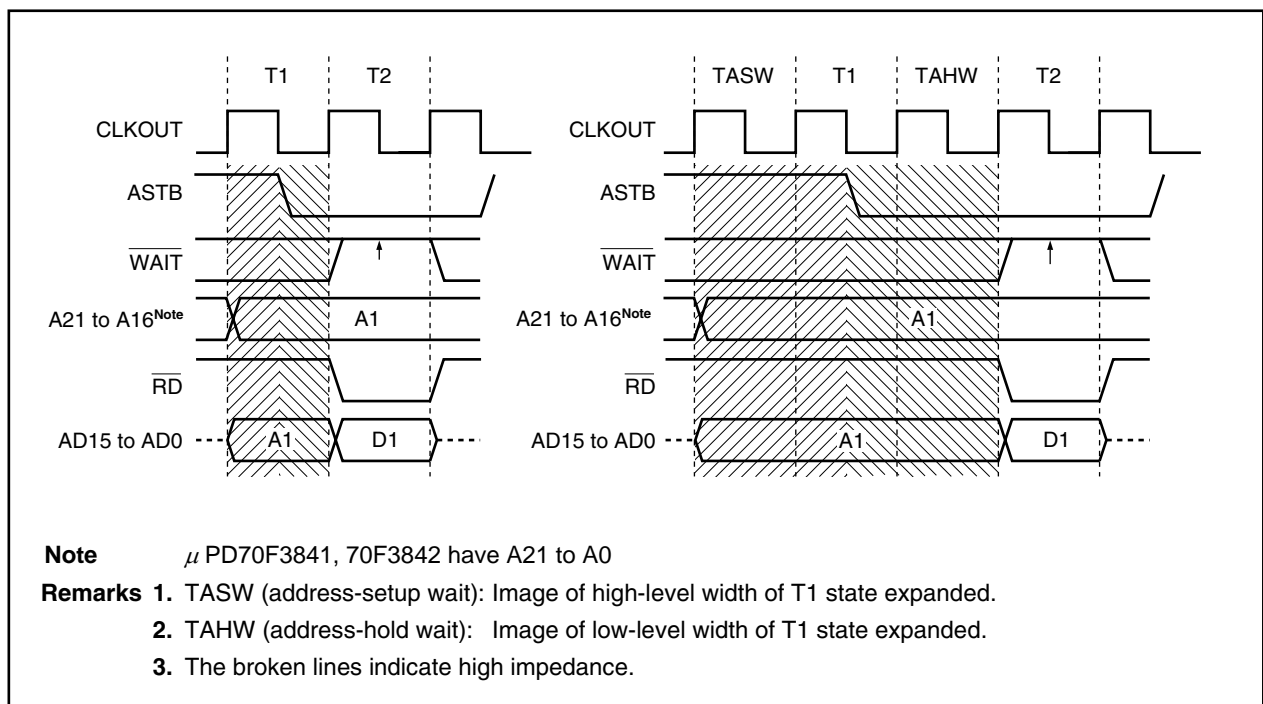 T1 T2 TASW T1 TAHW T2
CLKOUT CLKOUT
ASTB ASTB
WAIT WAIT
A21 to A16Note A1 A21 to A16Note A1
RD RD
AD15 to AD0 A1 D1 AD15 to AD0 A1 D1
Note μ PD70F3841, 70F3842 have A21 to A0
Remarks 1. TASW (address-setup wait): Image of high-level width of T1 state expanded.
2. TAHW (address-hold wait): Image of low-level width of T1 state expanded.
3. The broken lines indicate high impedance.